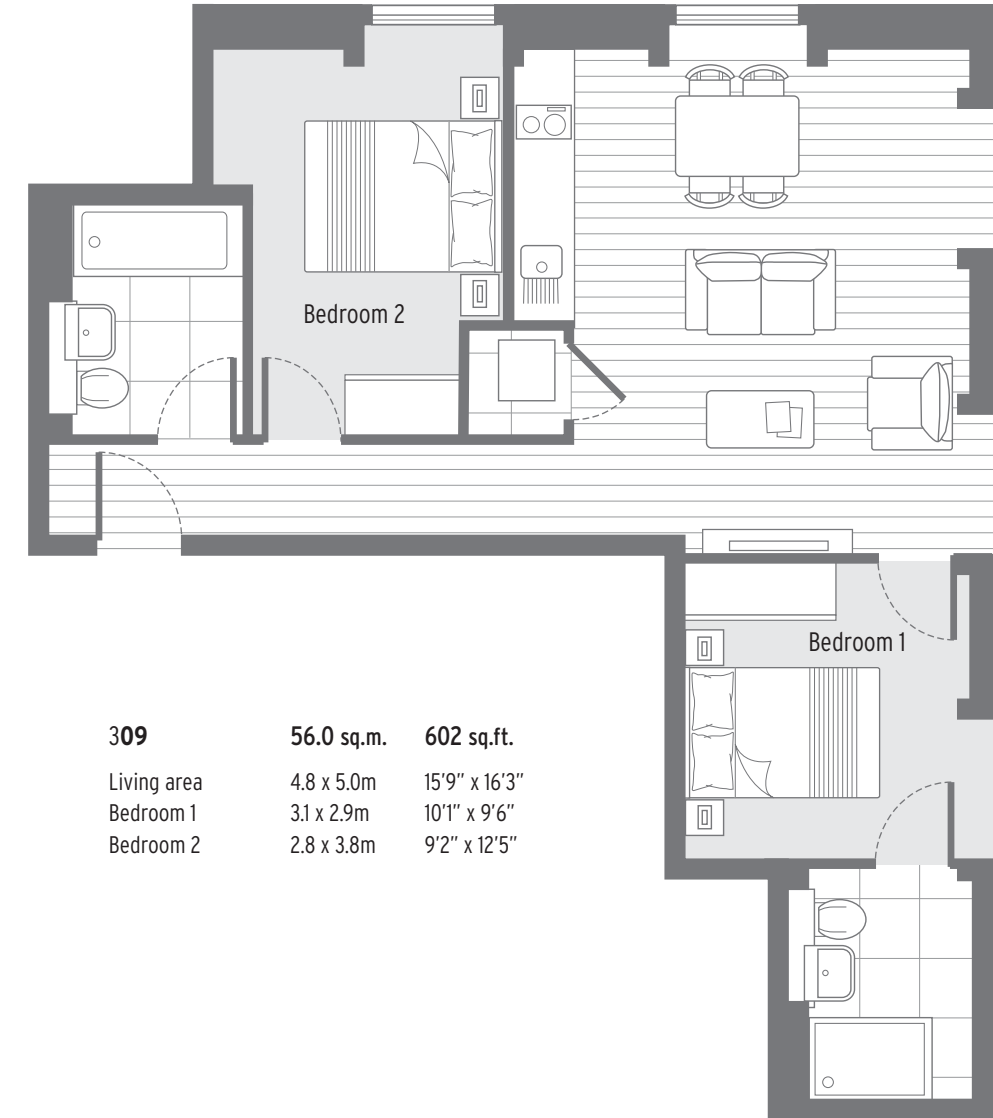 Bedroom 2
Bedroom 1
309 56.0 sq.m. 602 sq.ft.
Living area 4.8 x 5.0m 15'9" x 16'3"
Bedroom 1 3.1 x 2.9m 10'1" x 9'6"
Bedroom 2 2.8 x 3.8m 9'2" x 12'5"